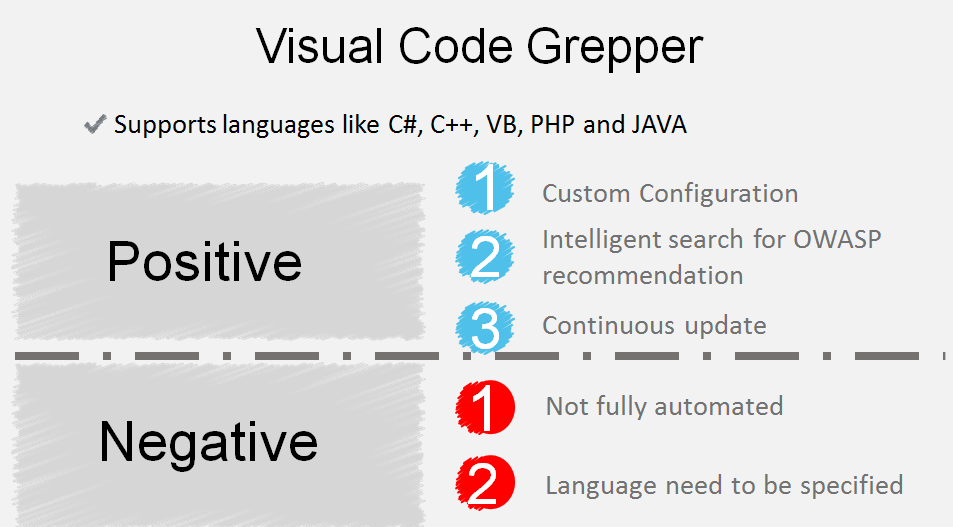 Visual Code Grepper
Supports languages like C#, C++, VB, PHP and JAVA
Positive
1 Custom Configuration
2 Intelligent search for OWASP
recommendation
3 Continuous update
Negative
1 Not fully automated
2 Language need to be specified